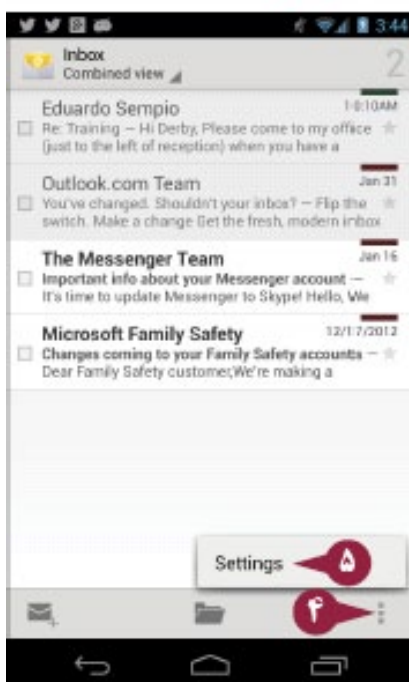 3:44
Inbox
2
Combined view
Eduardo Sempio
10:10AM
Re: Training — Hi Derby, Please come to my office
(just to the left of reception) when you have a
Outlook.com Team
Jan 31
You've changed. Shouldn't your inbox? — Flip the
switch. Make a change Get the fresh, modern inbox
The Messenger Team
Jan 16
Important info about your Messenger account —
It's time to update Messenger to Skype! Hello, We
Microsoft Family Safety
12/17/2012
Changes coming to your Family Safety accounts —
Dear Family Safety customer,We're making a
Settings
۵
۴